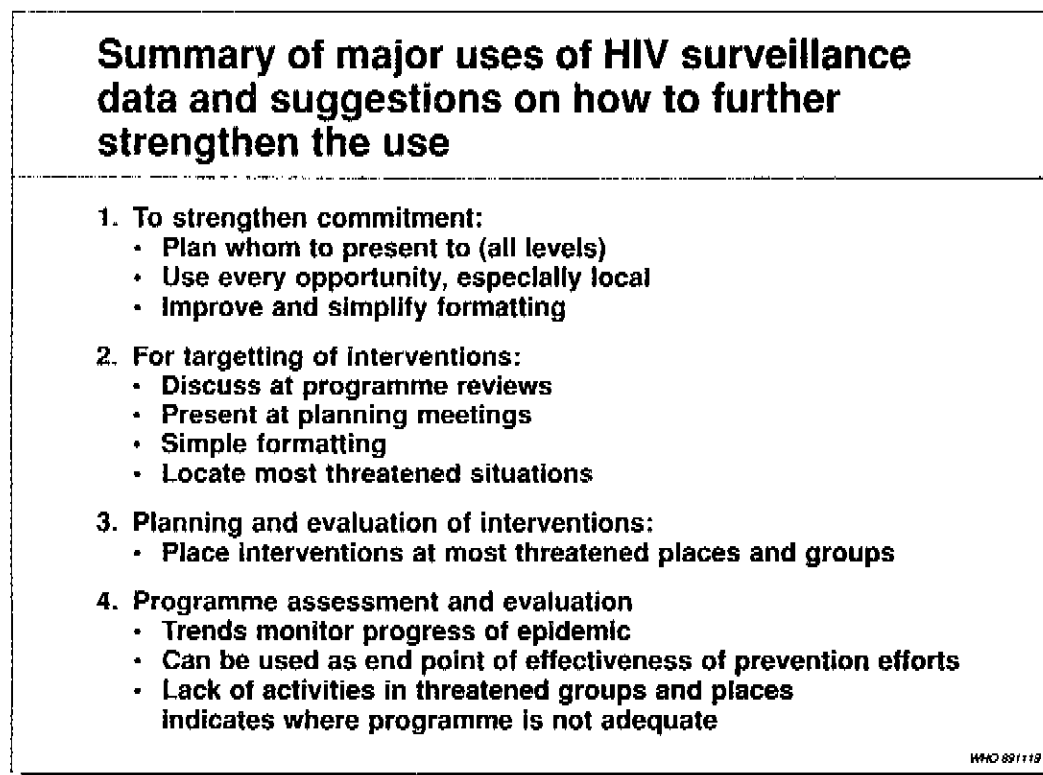 Summary of major uses of HIV surveillance
data and suggestions on how to further
strengthen the use
1. To strengthen commitment:
• Plan whom to present to (all levels)
• Use every opportunity, especially local
• Improve and simplify formatting
2. For targetting of interventions:
• Discuss at programme reviews
• Present at planning meetings
• Simple formatting
• Locate most threatened situations
3. Planning and evaluation of interventions:
• Place interventions at most threatened places and groups
4. Programme assessment and evaluation
• Trends monitor progress of epidemic
• Can be used as end point of effectiveness of prevention efforts
• Lack of activities in threatened groups and places
indicates where programme is not adequate
WHO 891119